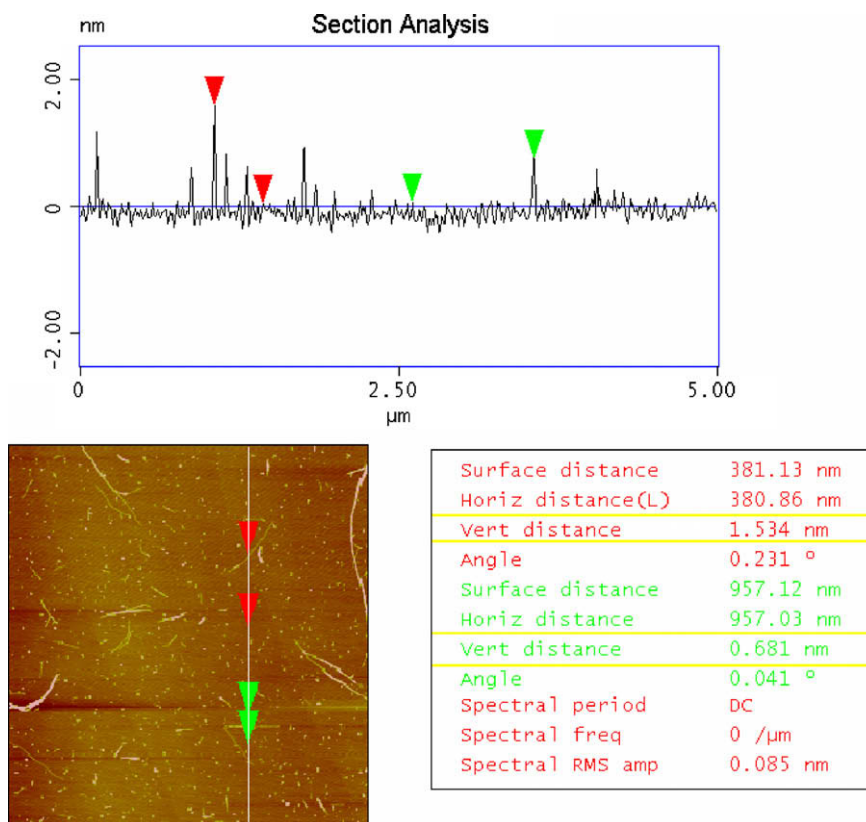 nm
Section Analysis
2.00
0
-2.00
0 2.50 5.00
µm
Surface distance 381.13 nm
Horiz distance(L) 380.86 nm
Vert distance 1.534 nm
Angle 0.231 º
Surface distance 957.12 nm
Horiz distance 957.03 nm
Vert distance 0.681 nm
Angle 0.041 º
Spectral period DC
Spectral freq 0 /µm
Spectral RMS amp 0.085 nm